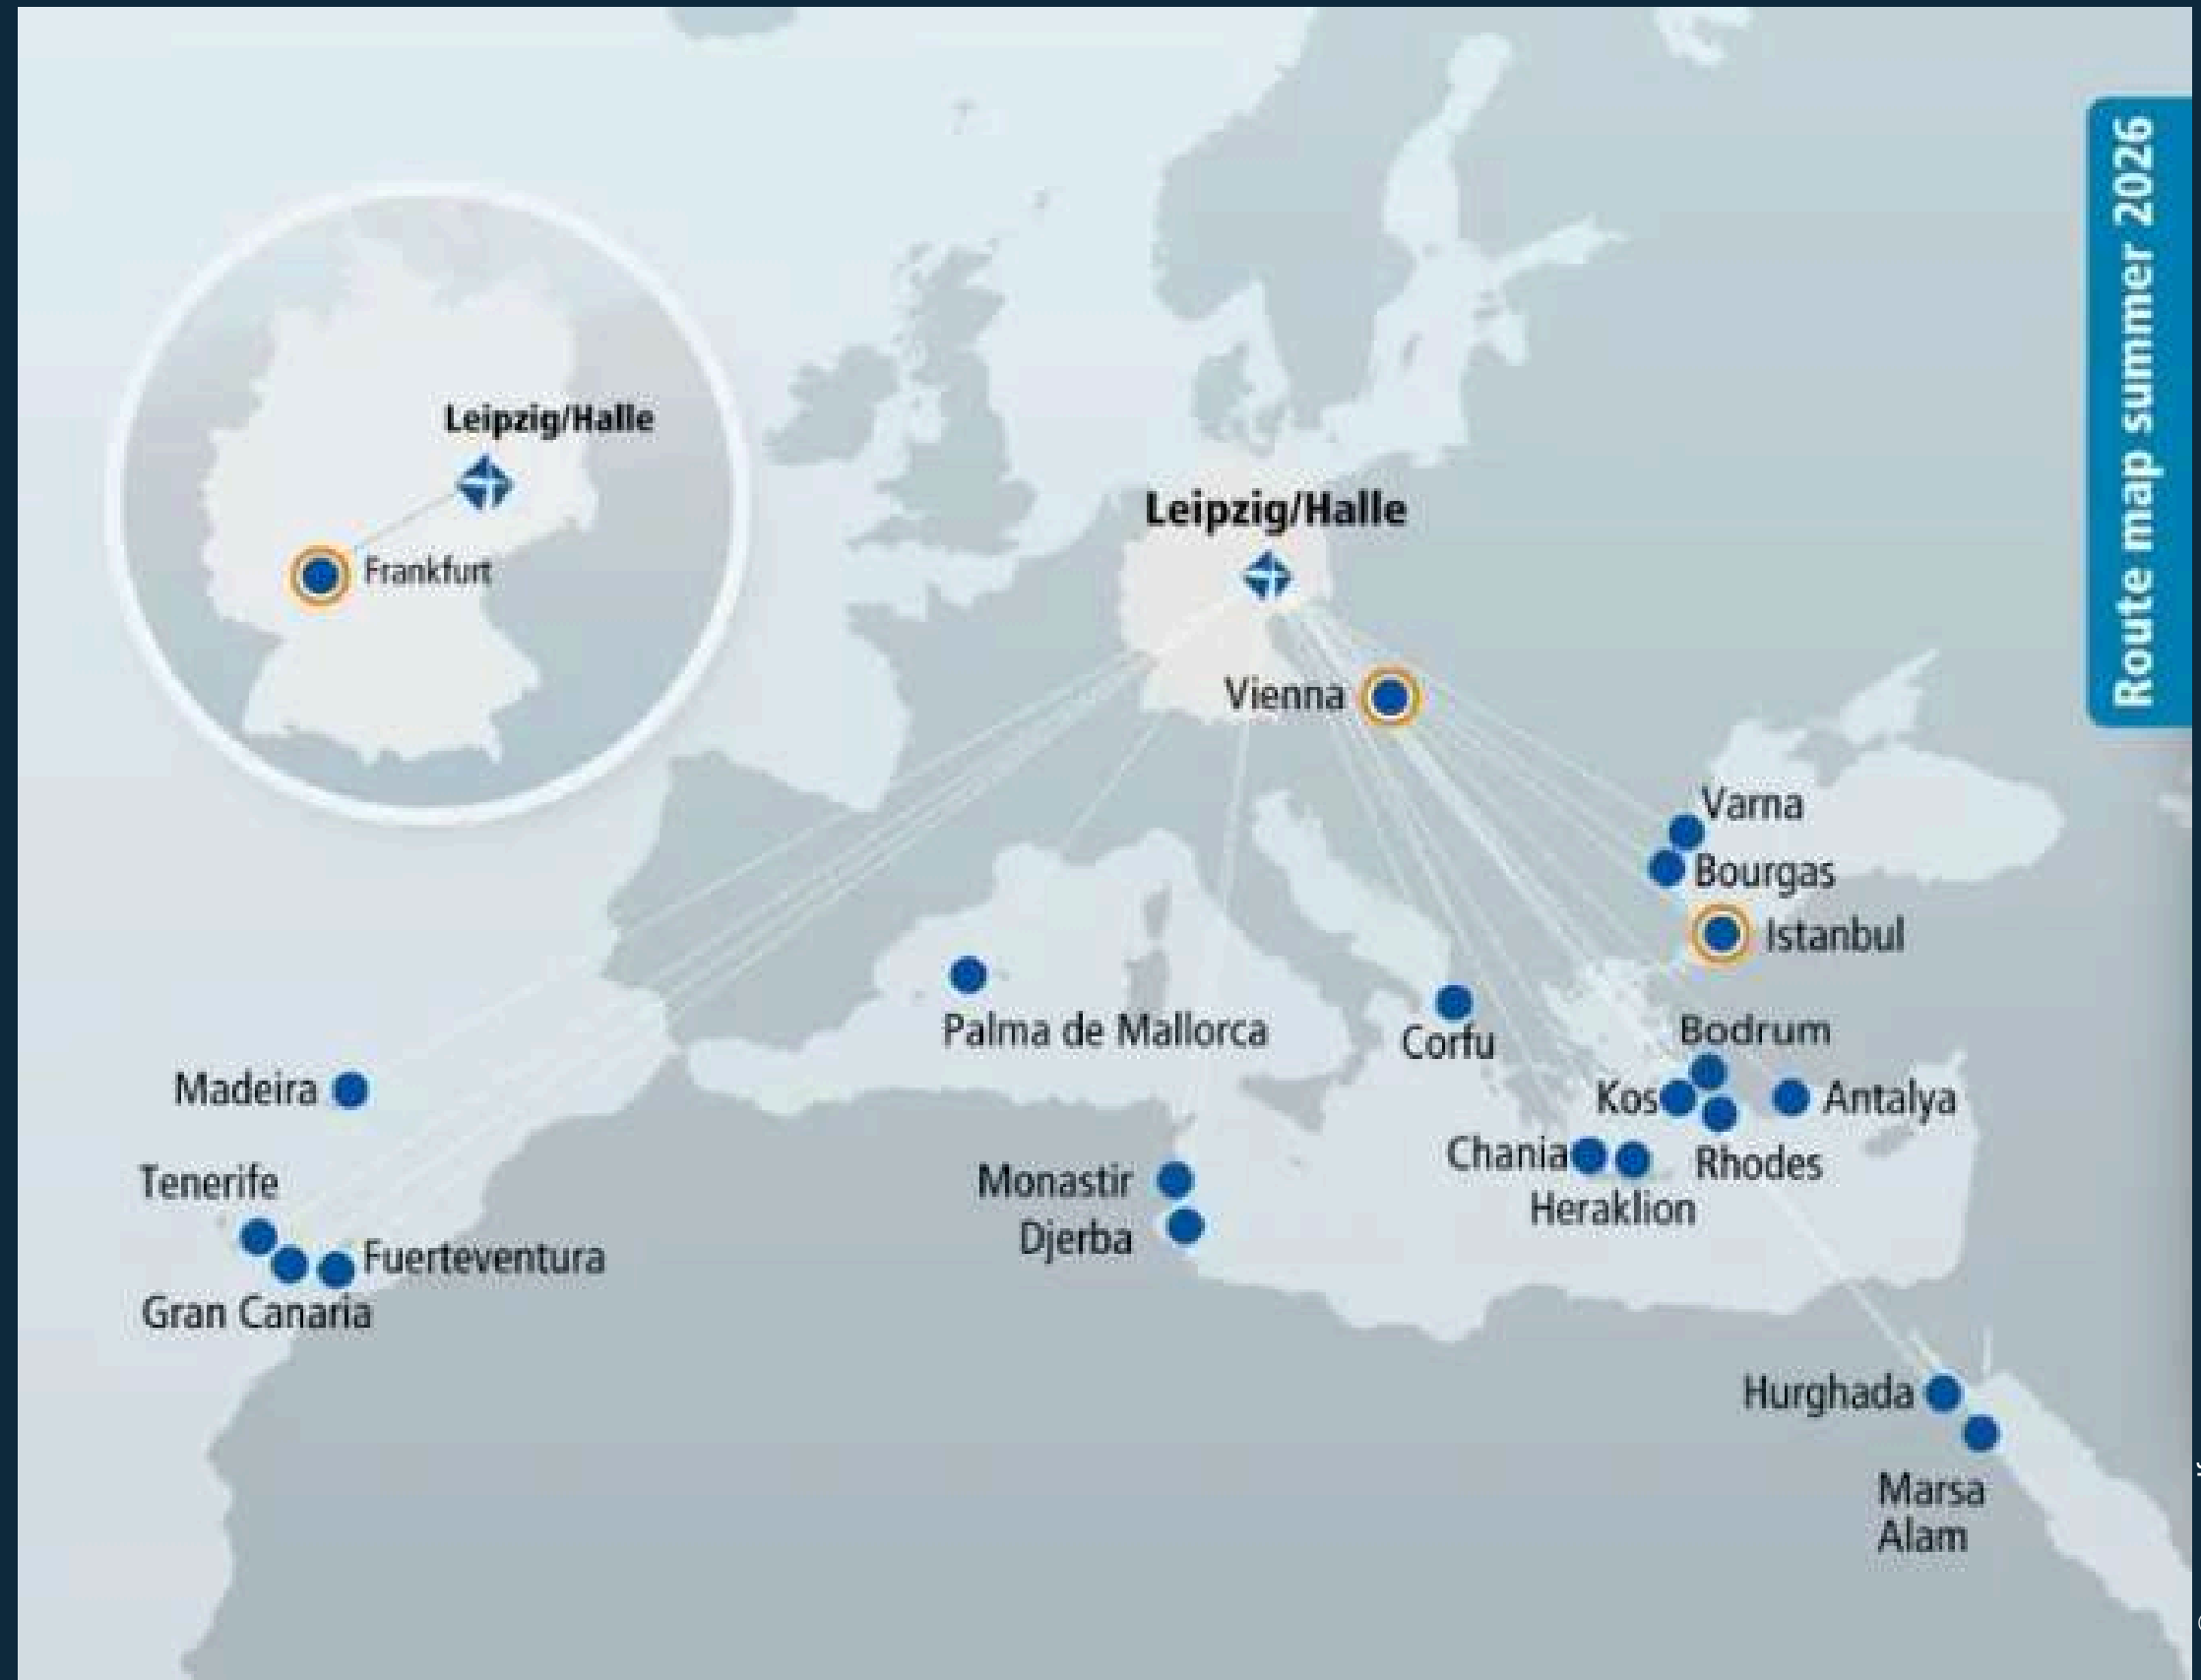 Route map summer 2026
Leipzig/Halle
Frankfurt
Leipzig/Halle
Vienna
Varna
Bourgas
Istanbul
Palma de Mallorca
Corfu
Bodrum
Madeira
Kos
Antalya
Chania
Rhodes
Heraklion
Tenerife
Monastir
Djerba
Fuerteventura
Gran Canaria
Hurghada
Marsa
Alam